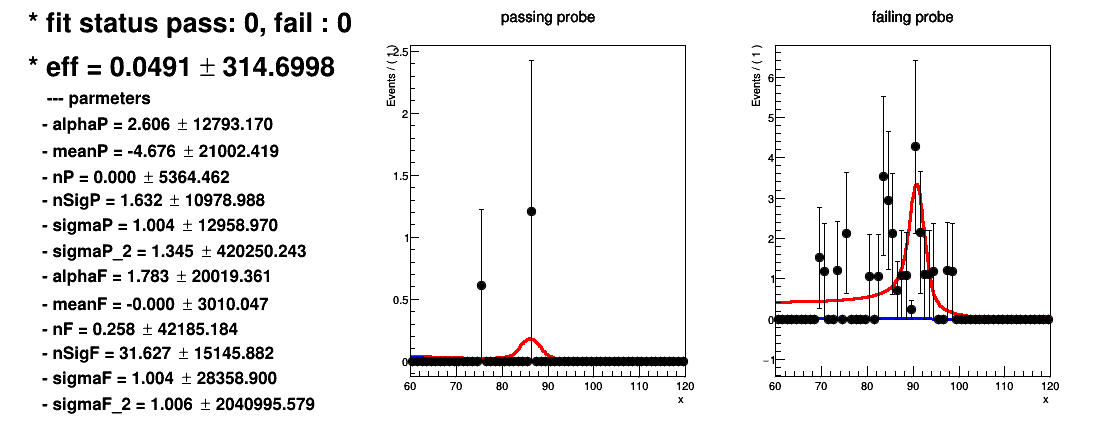 * fit status pass: 0, fail : 0
* eff = 0.0491 ± 314.6998
--- parmeters
- alphaP = 2.606 ± 12793.170
- meanP = -4.676 ± 21002.419
- nP = 0.000 ± 5364.462
- nSigP = 1.632 ± 10978.988
- sigmaP = 1.004 ± 12958.970
- sigmaP_2 = 1.345 ± 420250.243
- alphaF = 1.783 ± 20019.361
- meanF = -0.000 ± 3010.047
- nF = 0.258 ± 42185.184
- nSigF = 31.627 ± 15145.882
- sigmaF = 1.004 ± 28358.900
- sigmaF_2 = 1.006 ± 2040995.579
passing probe
Events / ( 1 )
2.5
2
1.5
1
0.5
0
60 70 80 90 100 110 120
x
failing probe
Events / ( 1 )
6
5
4
3
2
1
0
−1
60 70 80 90 100 110 120
x